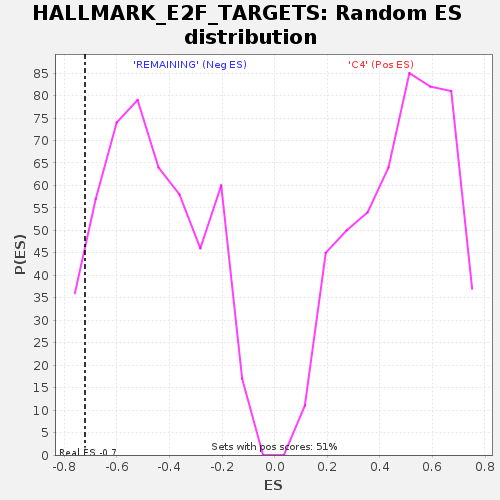 HALLMARK_E2F_TARGETS: Random ES
distribution
'REMAINING' (Neg ES)
'C4' (Pos ES)
85
80
75
70
65
60
55
50
45
40
35
30
25
20
15
10
5
0
P(ES)
Real ES -0.7
Sets with pos scores: 51%
-0.8 -0.6 -0.4 -0.2 0.0 0.2 0.4 0.6 0.8
ES